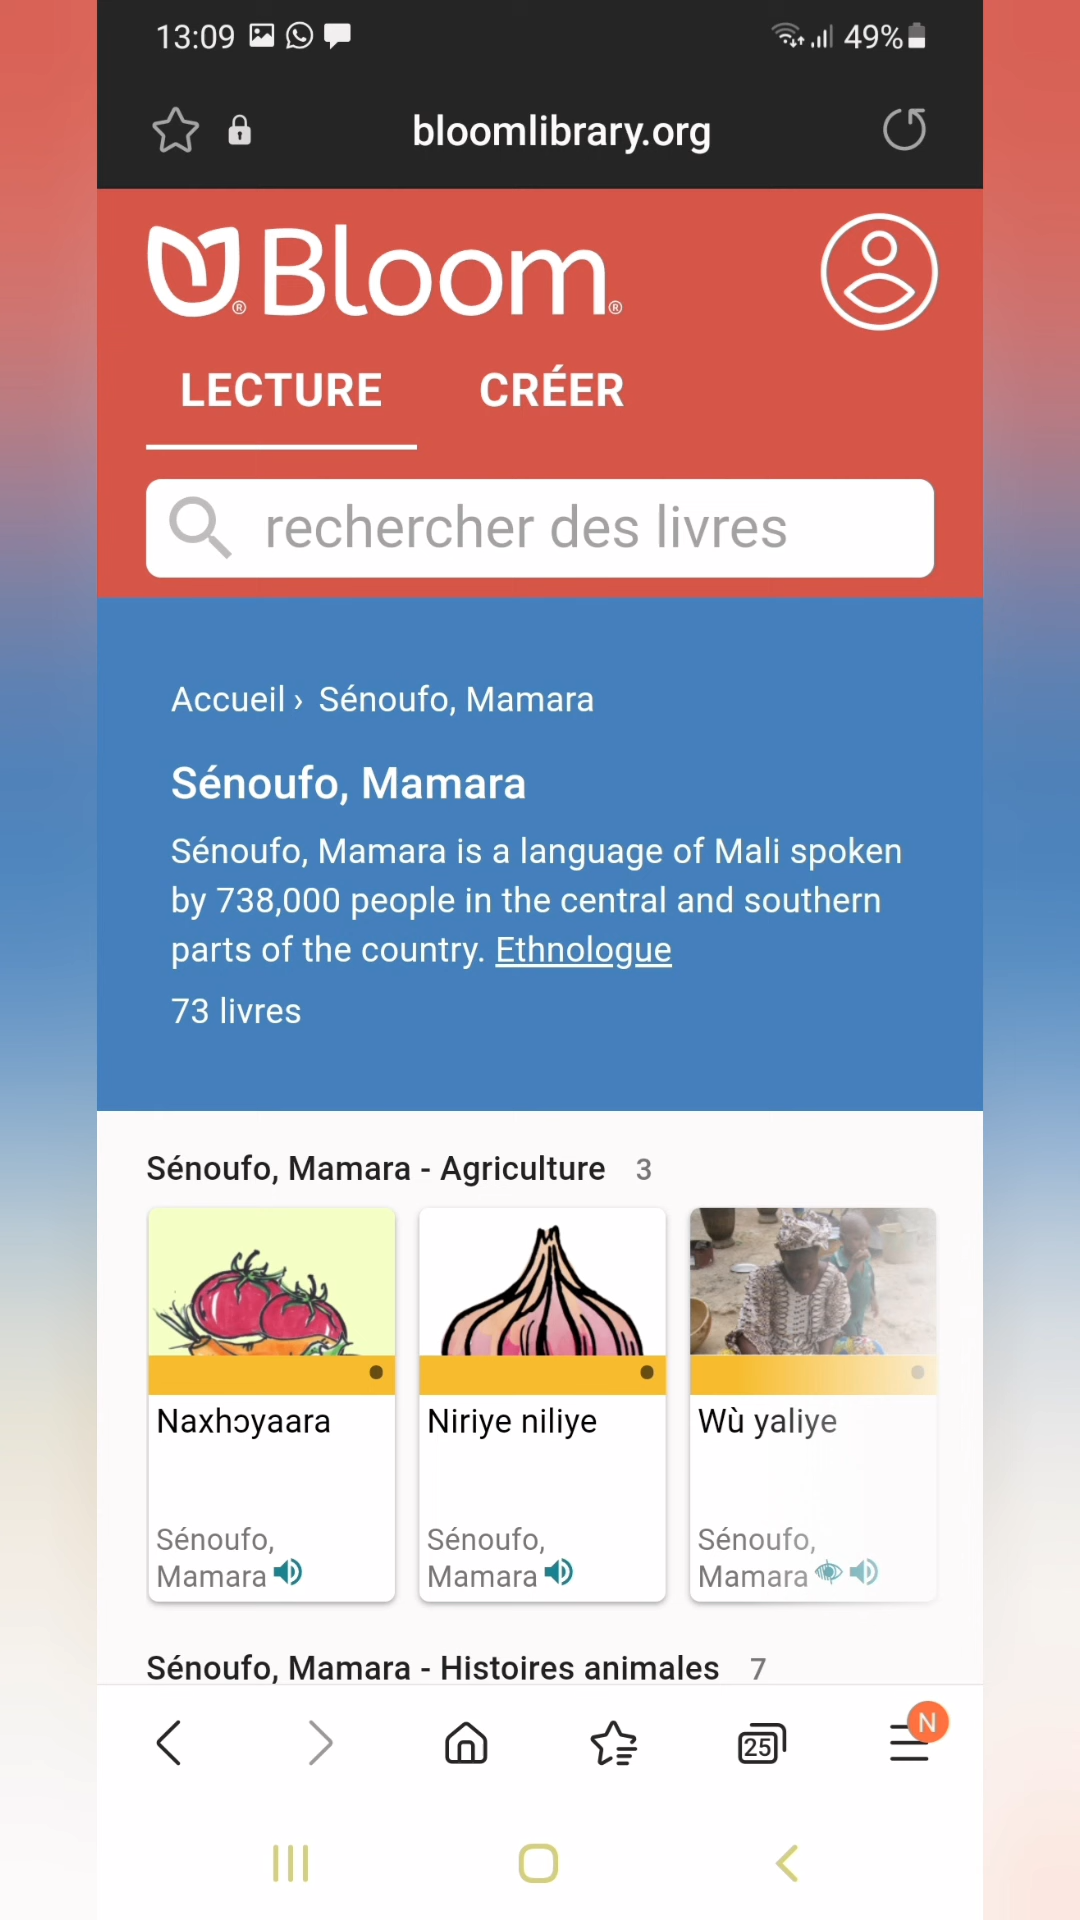 13:09
49%
bloomlibrary.org
Bloom
LECTURE CRÉER
rechercher des livres
Accueil › Sénoufo, Mamara
Sénoufo, Mamara
Sénoufo, Mamara is a language of Mali spoken
by 738,000 people in the central and southern
parts of the country. Ethnologue
73 livres
Sénoufo, Mamara - Agriculture 3
Naxhɔyaara
Sénoufo,
Mamara
Niriye niliye
Sénoufo,
Mamara
Wù yaliye
Sénoufo,
Mamara
Sénoufo, Mamara - Histoires animales 7
25
N